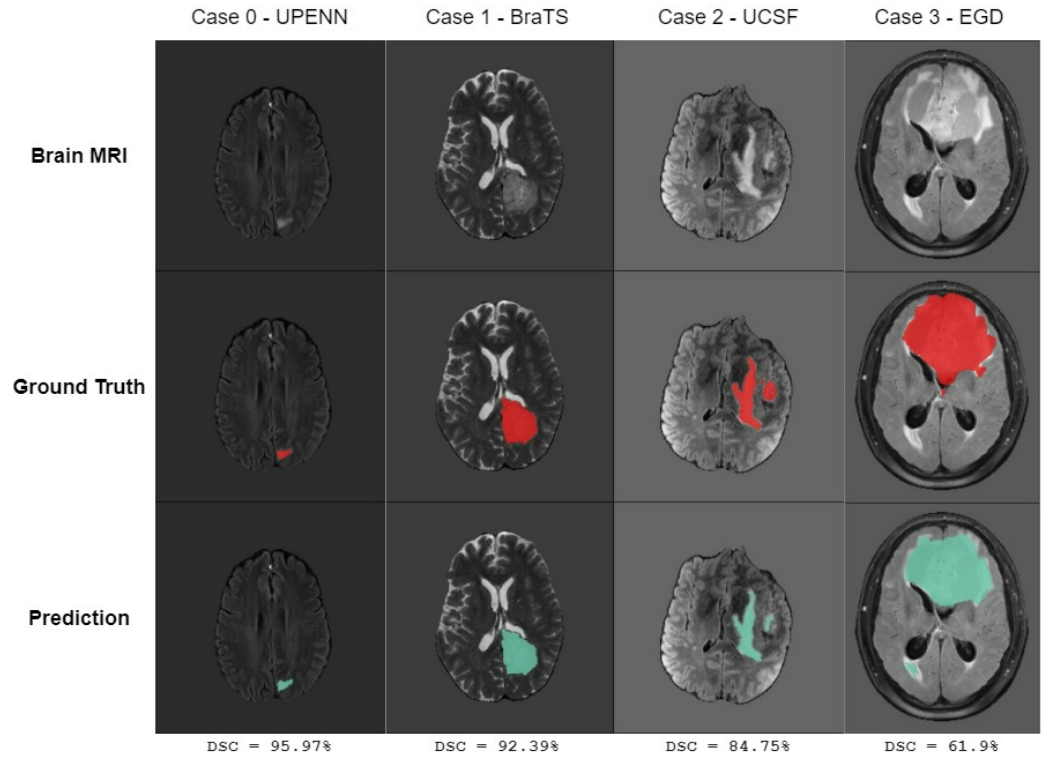 Case 0 - UPENN
Case 1 - BraTS
Case 2 - UCSF
Case 3 - EGD
Brain MRI
Ground Truth
Prediction
DSC = 95.97%
DSC = 92.39%
DSC = 84.75%
DSC = 61.9%